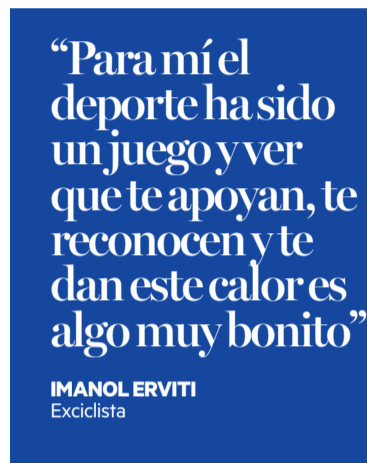 “Para mí el
deporte ha sido
un juego y ver
que te apoyan, te
reconocen y te
dan este calor es
algo muy bonito”
IMANOL ERVITI
Exciclista